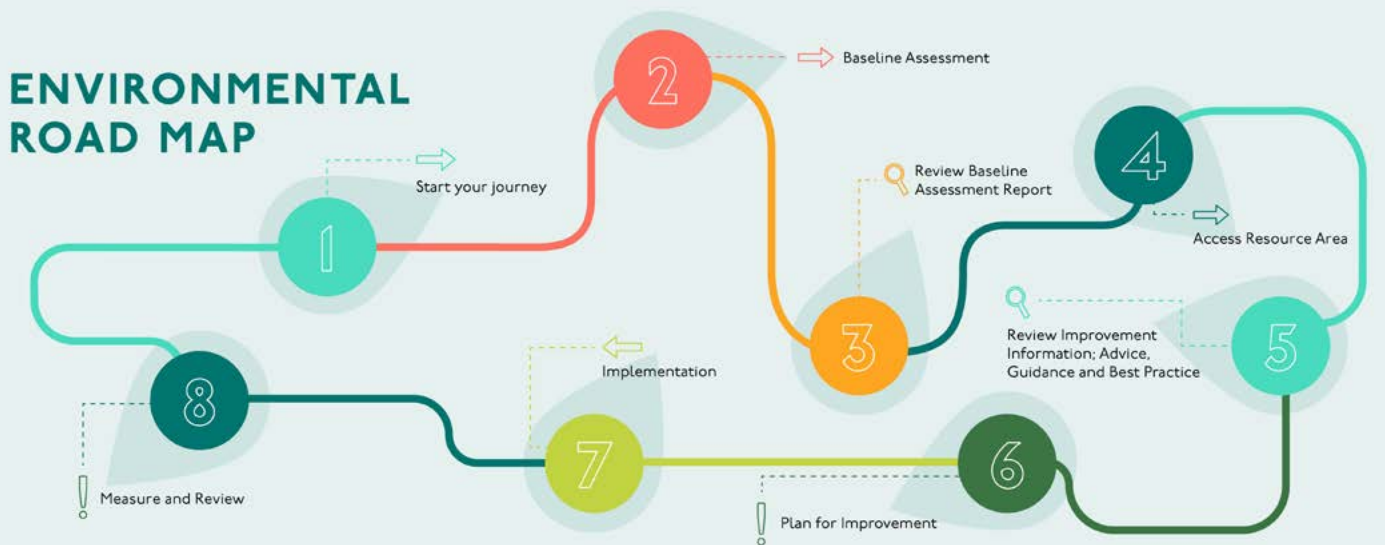 ENVIRONMENTAL
ROAD MAP
1
Start your journey
2
Baseline Assessment
3
Review Baseline
Assessment Report
4
Access Resource Area
5
Review Improvement
Information; Advice,
Guidance and Best Practice
6
Plan for Improvement
7
Implementation
8
Measure and Review